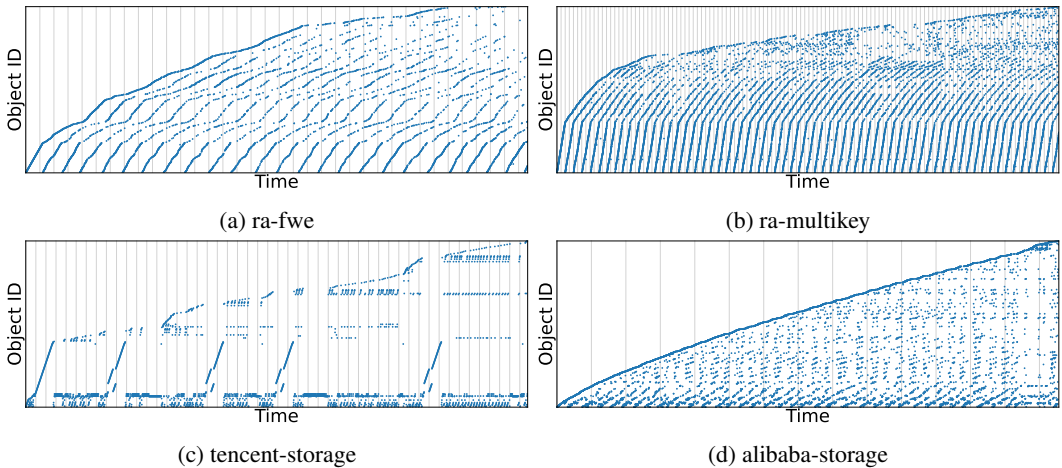 Object ID
Time
(a) ra-fwe
Object ID
Time
(b) ra-multikey
Object ID
Time
(c) tencent-storage
Object ID
Time
(d) alibaba-storage